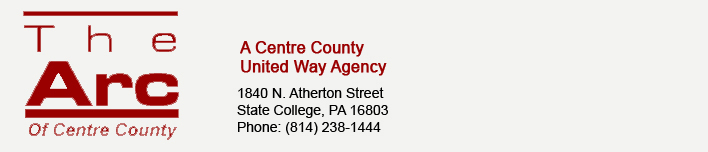 The
Arc
Of Centre County
A Centre County
United Way Agency
1840 N. Atherton Street
State College, PA 16803
Phone: (814) 238-1444